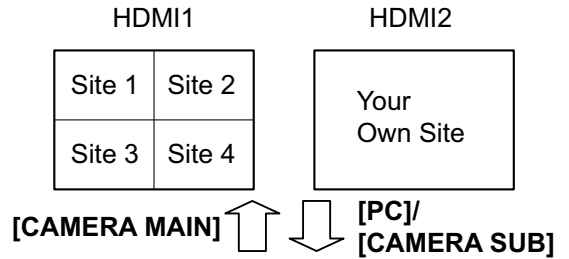 HDMI1
HDMI2
Site 1
Site 2
Site 3
Site 4
Your
Own Site
[CAMERA MAIN]
[PC]/
[CAMERA SUB]